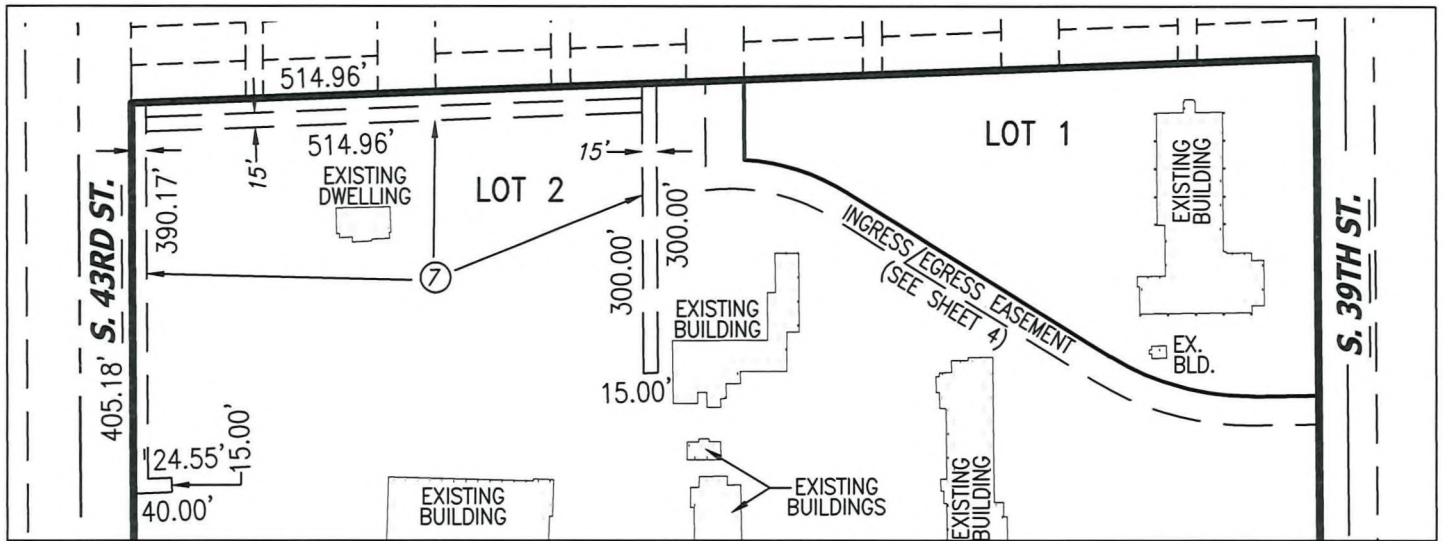 514.96'
LOT 1
514.96'
15'
15'
EXISTING
DWELLING
LOT 2
EXISTING
BUILDING
S. 43RD ST.
390.17'
INGRESS/EGRESS EASEMENT
(SEE SHEET 4)
S. 39TH ST.
7
300.00'
300.00'
EXISTING
BUILDING
EX.
BLD.
405.18'
15.00'
15.00'
24.55'
40.00'
EXISTING
BUILDING
EXISTING
BUILDINGS
EXISTING
BUILDING